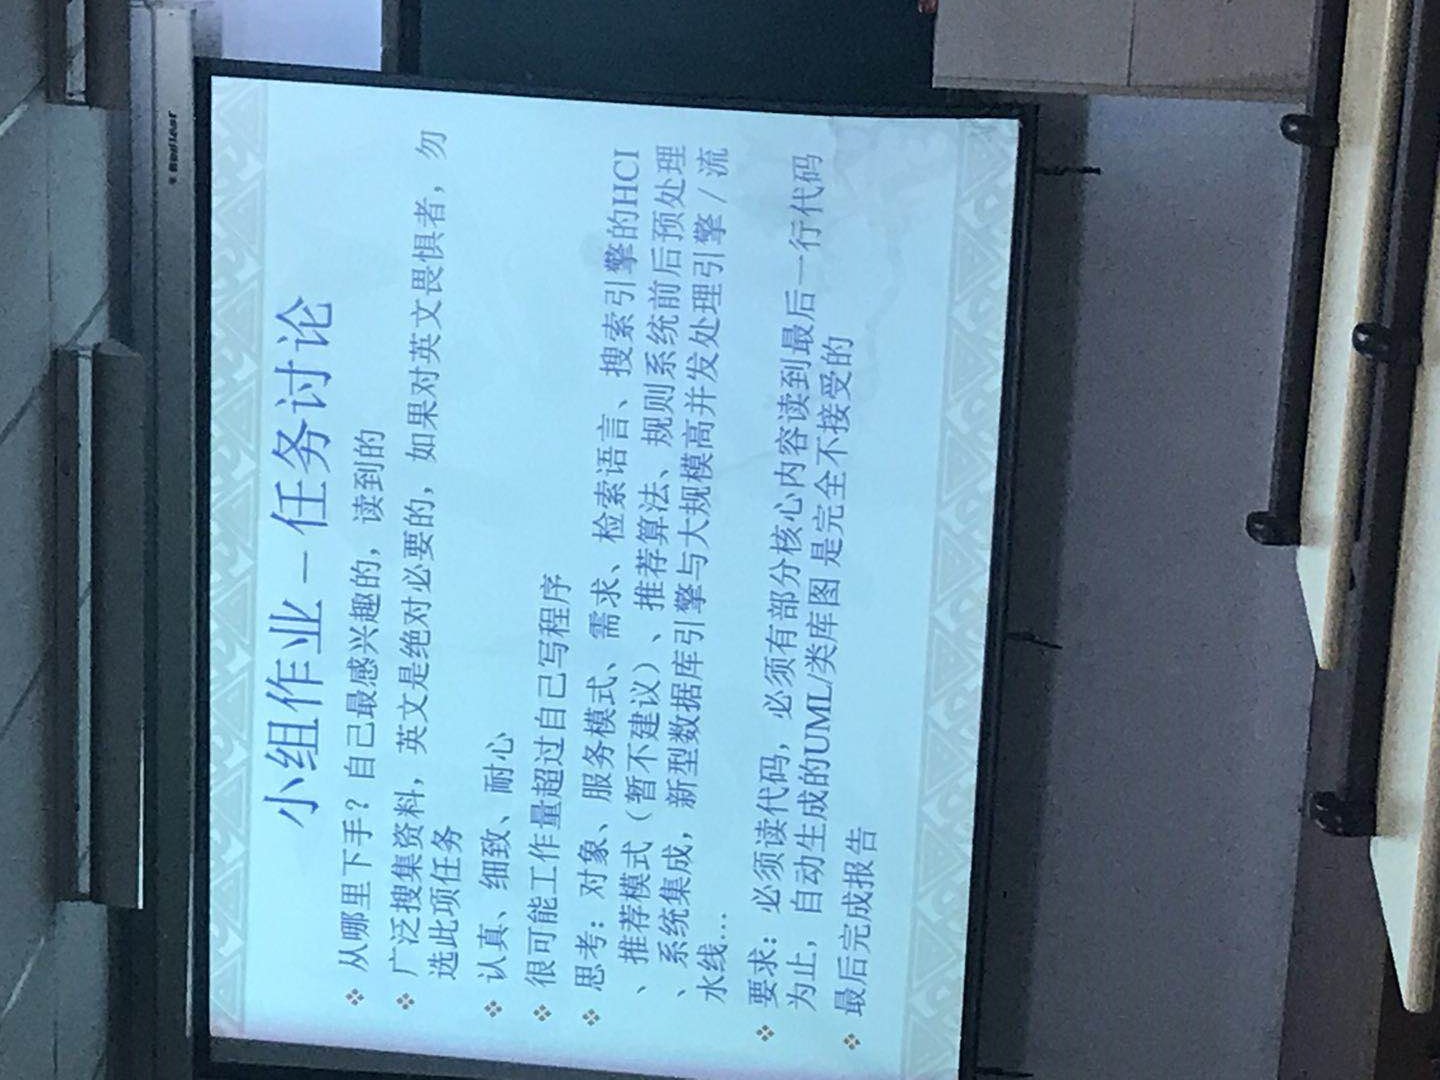 小组作业－任务讨论
从哪里下手？自己最感兴趣的，读到的
广泛搜集资料，英文是绝对必要的，如果对英文畏惧者，勿
选此项任务
认真、细致、耐心
很可能工作量超过自己写程序
思考：对象、服务模式、需求、检索语言、搜索引擎的HCI
、推荐模式（暂不建议）、推荐算法、规则系统前后预处理
、系统集成，新型数据库引擎与大规模高并发处理引擎／流
水线…
要求：必须读代码，必须有部分核心内容读到最后一行代码
为止，自动生成的UML/类库图 是完全不接受的
最后完成报告